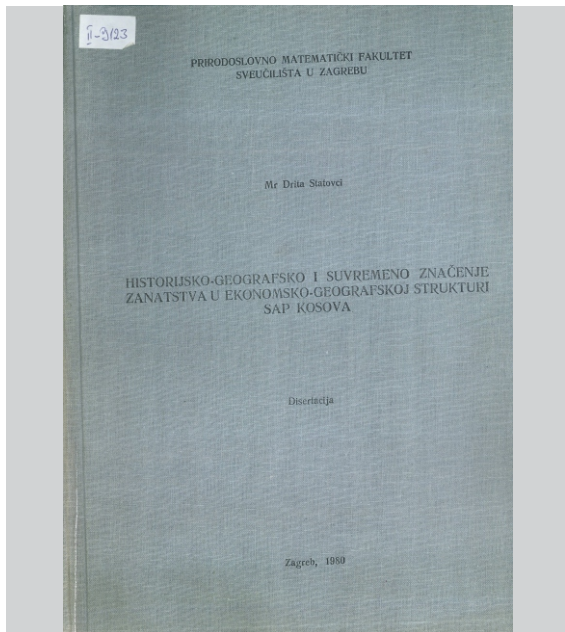 II-9123
PRIRODOSLOVNO MATEMATIČKI FAKULTET
SVEUČILIŠTA U ZAGREBU
Mr Drita Statovci
HISTORIJSKO-GEOGRAFSKO I SUVREMENO ZNAČENJE
ZANATSTVA U EKONOMSKO-GEOGRAFSKOJ STRUKTURI
SAP KOSOVA
Disertacija
Zagreb, 1980